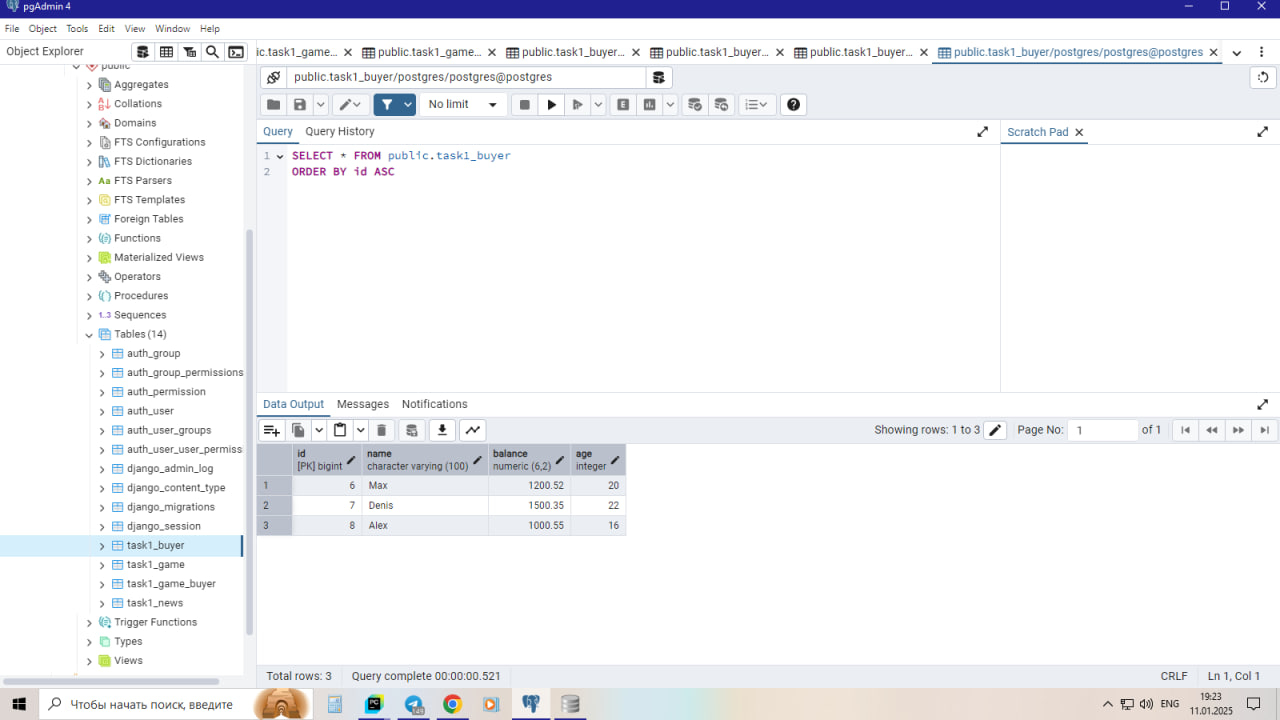 pgAdmin 4
File Object Tools Edit View Window Help
Object Explorer
ic.task1_game... public.task1_game... public.task1_buyer... public.task1_buyer... public.task1_buyer... public.task1_buyer/postgres/postgres@postgres
public.task1_buyer/postgres/postgres@postgres
No limit
Query Query History
Scratch Pad
1 SELECT * FROM public.task1_buyer
2 ORDER BY id ASC
public
Aggregates
Collations
Domains
FTS Configurations
FTS Dictionaries
Aa FTS Parsers
FTS Templates
Foreign Tables
Functions
Materialized Views
Operators
Procedures
1..3 Sequences
Tables (14)
auth_group
auth_group_permissions
auth_permission
auth_user
auth_user_groups
auth_user_user_permiss
django_admin_log
django_content_type
django_migrations
django_session
task1_buyer
task1_game
task1_game_buyer
task1_news
Trigger Functions
Types
Views
Data Output Messages Notifications
Showing rows: 1 to 3 Page No: 1 of 1
id name balance age
[PK] bigint character varying (100) numeric (6,2) integer
1 6 Max 1200.52 20
2 7 Denis 1500.35 22
3 8 Alex 1000.55 16
Total rows: 3 Query complete 00:00:00.521 CRLF Ln 1, Col 1
Чтобы начать поиск, введите
ENG
19:23
11.01.2025